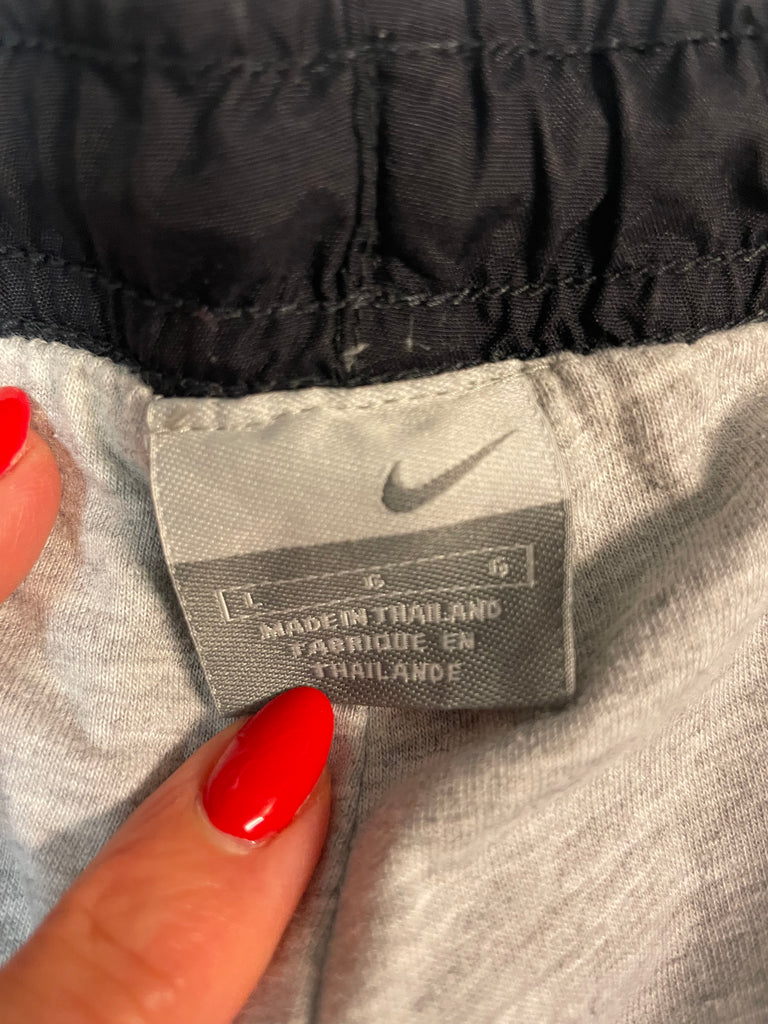 L G G
MADE IN THAILAND
FABRIQUE EN
THAILANDE